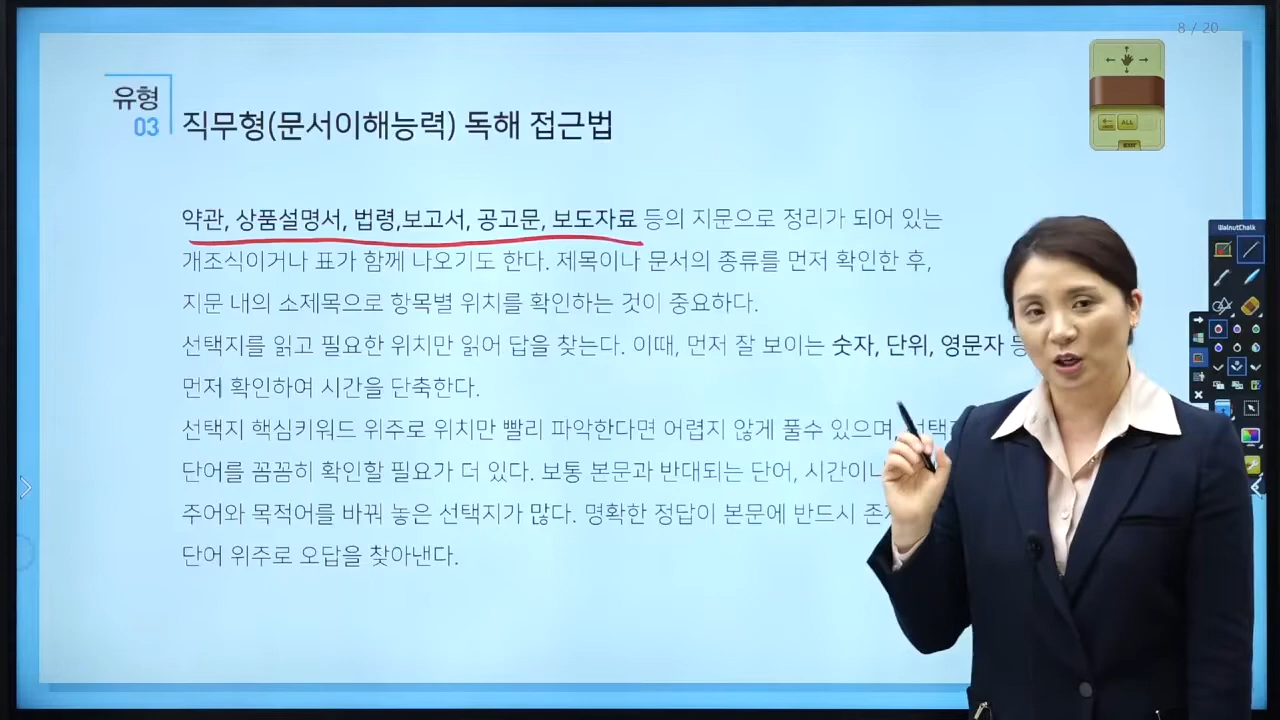 8 / 20
유형
03
직무형(문서이해능력) 독해 접근법
약관, 상품설명서, 법령,보고서, 공고문, 보도자료 등의 지문으로 정리가 되어 있는
개조식이거나 표가 함께 나오기도 한다. 제목이나 문서의 종류를 먼저 확인한 후,
지문 내의 소제목으로 항목별 위치를 확인하는 것이 중요하다.
선택지를 읽고 필요한 위치만 읽어 답을 찾는다. 이때, 먼저 잘 보이는 숫자, 단위, 영문자 등
먼저 확인하여 시간을 단축한다.
선택지 핵심키워드 위주로 위치만 빨리 파악한다면 어렵지 않게 풀수 있으며,
단어를 꼼꼼히 확인할 필요가 더 있다. 보통 본문과 반대되는 단어,
주어와 목적어를 바꿔 놓은 선택지가 많다. 명확한 정답이 본문에 반드시
단어 위주로 오답을 찾아낸다.
WalnutChalk
ALL